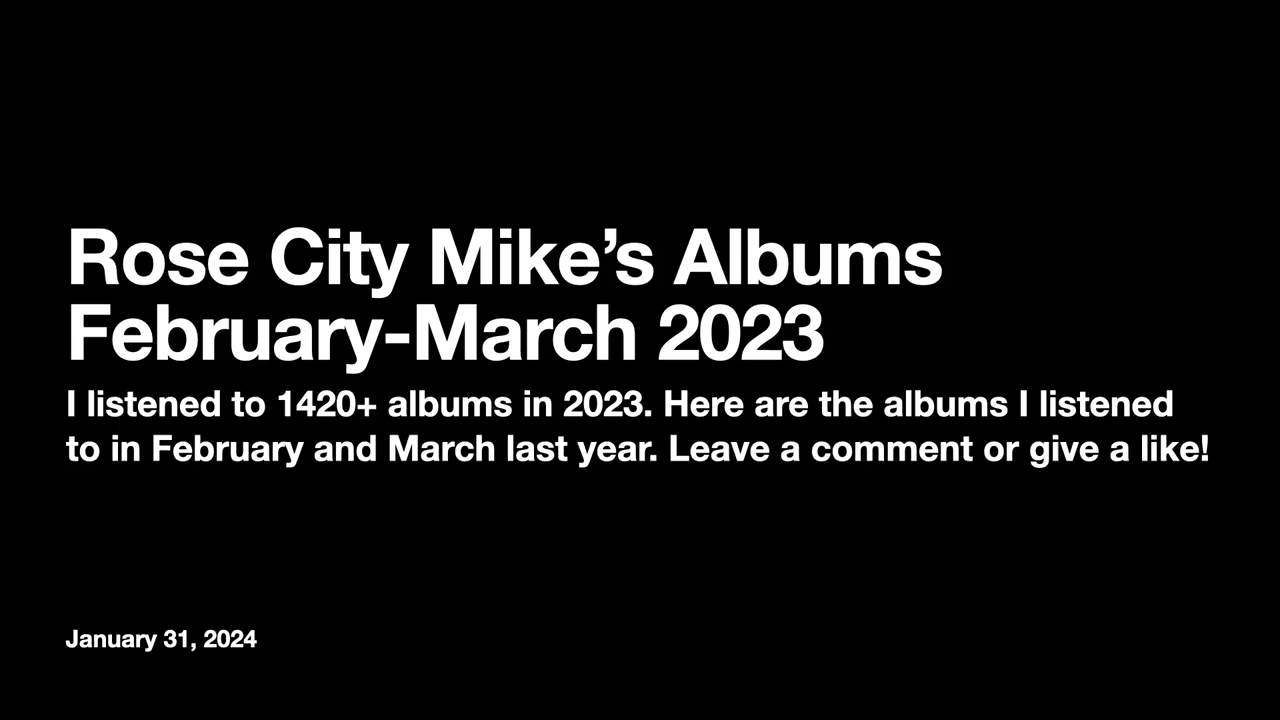 Rose City Mike’s Albums
February-March 2023
I listened to 1420+ albums in 2023. Here are the albums I listened
to in February and March last year. Leave a comment or give a like!
January 31, 2024